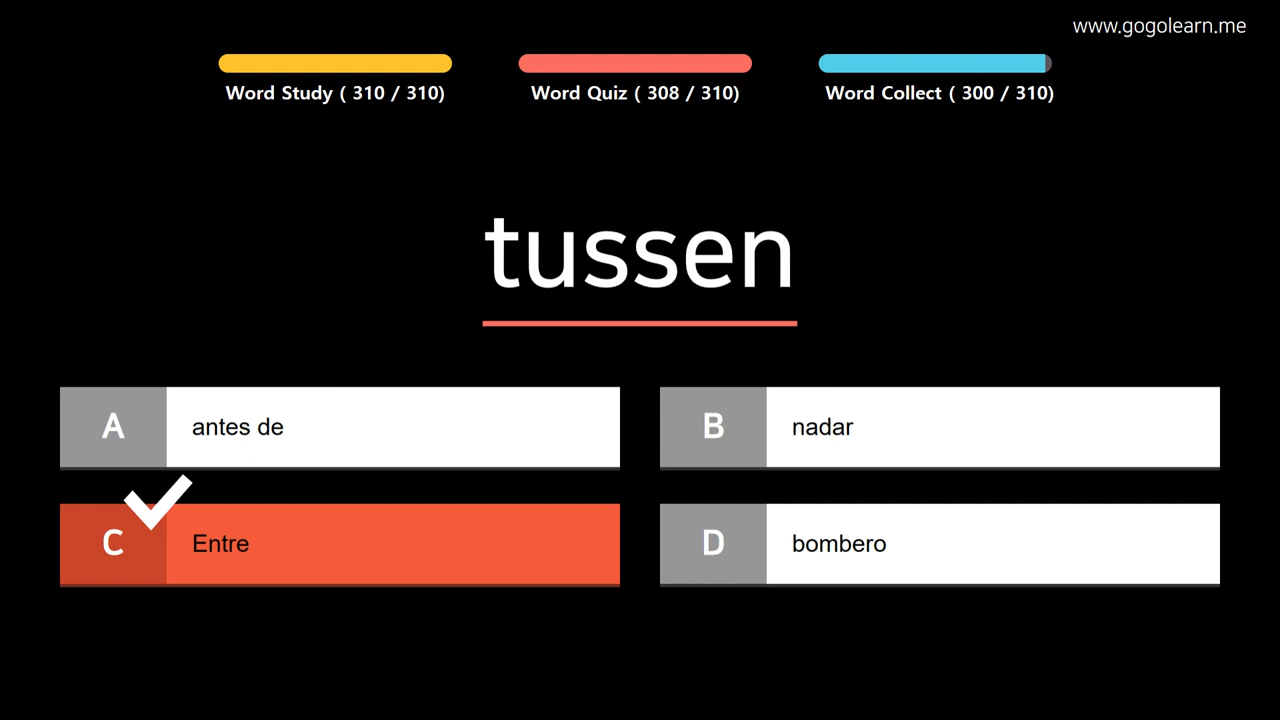 www.gogolearn.me
Word Study ( 310 / 310)
Word Quiz ( 308 / 310)
Word Collect ( 300 / 310)
tussen
A
antes de
B
nadar
C
Entre
D
bombero